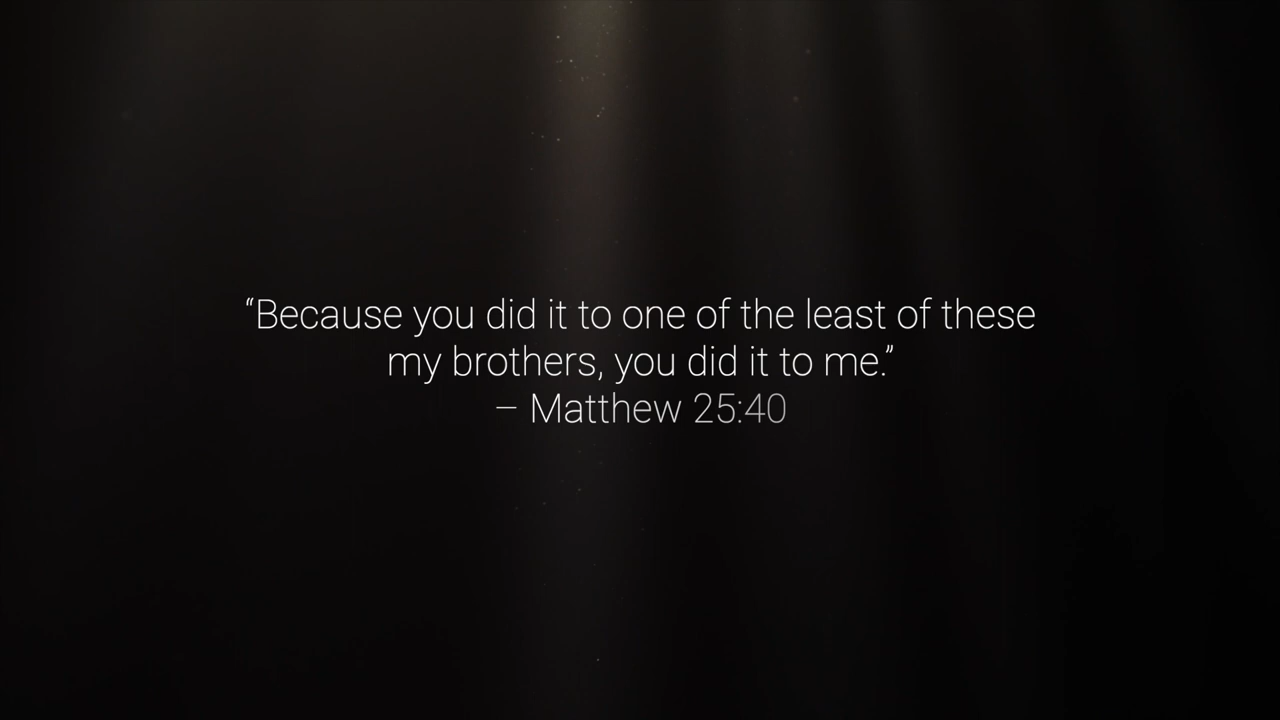 “Because you did it to one of the least of these
my brothers, you did it to me.”
– Matthew 25:40